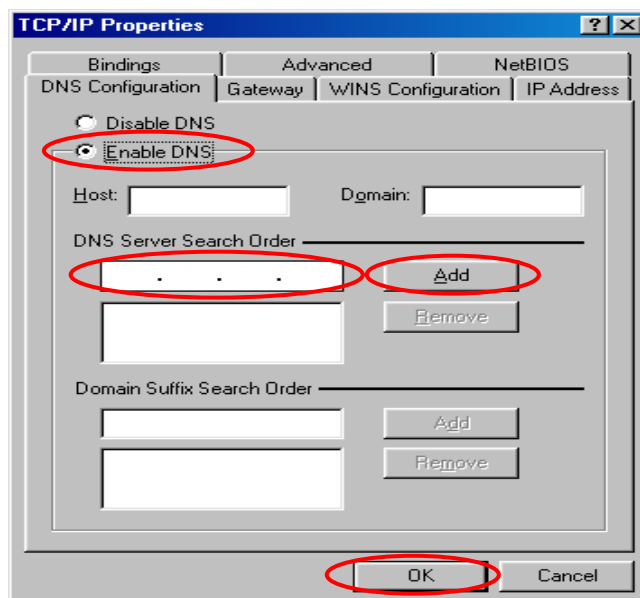 TCP/IP Properties ? X
Bindings Advanced NetBIOS
DNS Configuration Gateway WINS Configuration IP Address
Disable DNS
Enable DNS
Host: Domain:
DNS Server Search Order
. . . Add
Remove
Domain Suffix Search Order
Add
Remove
OK Cancel